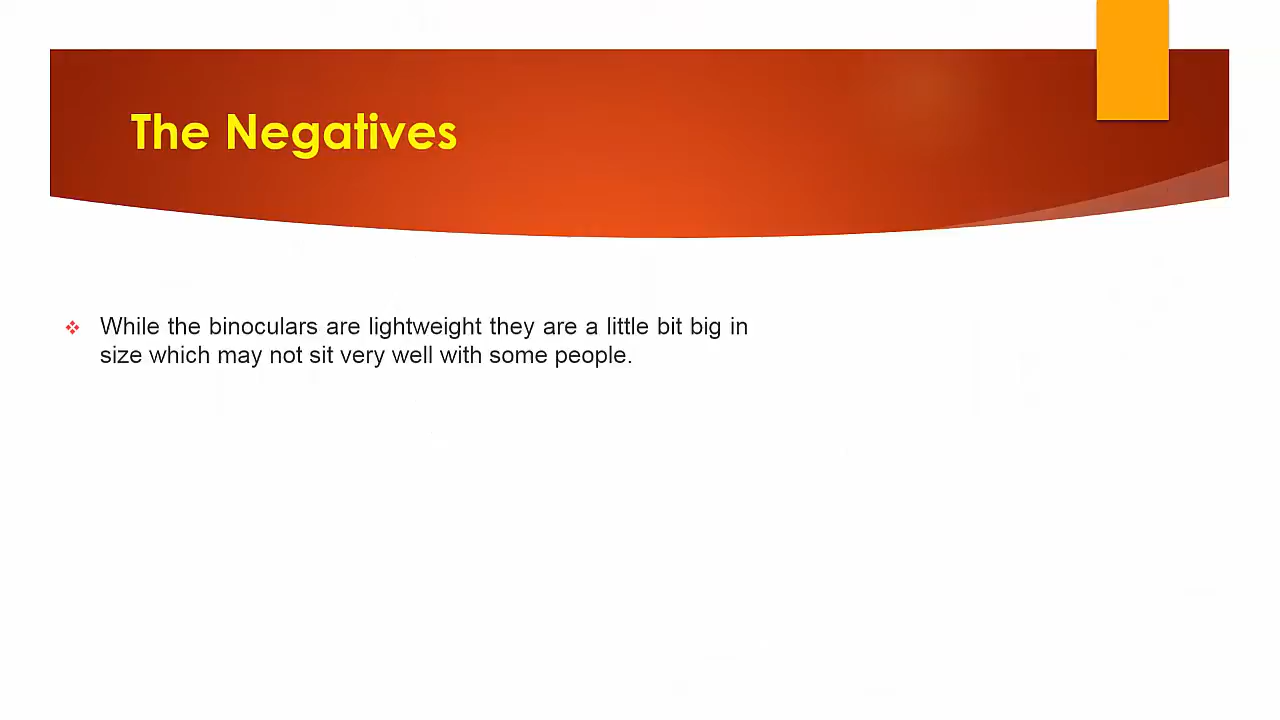 The Negatives
While the binoculars are lightweight they are a little bit big in
size which may not sit very well with some people.